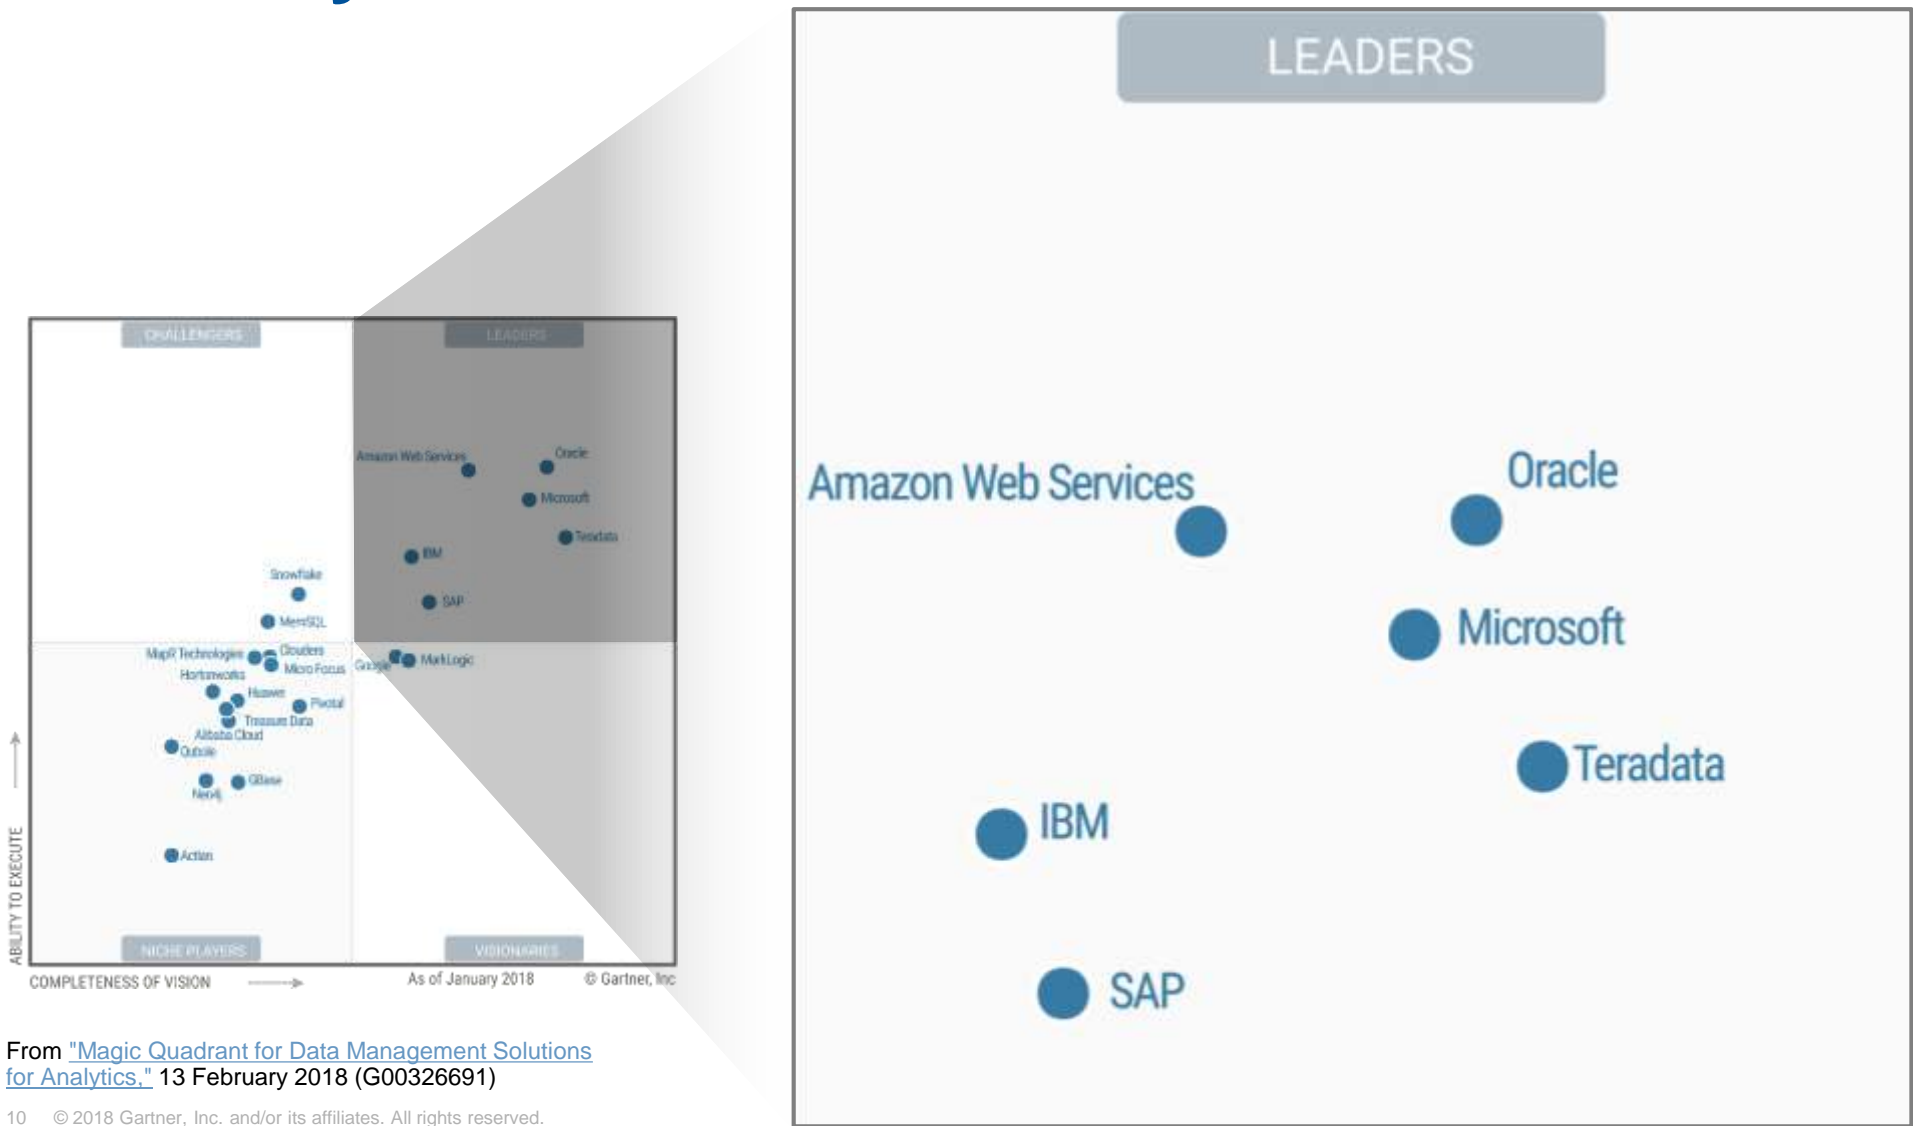 LEADERS
Amazon Web Services
Oracle
Microsoft
Teradata
IBM
SAP
CHALLENGERS
LEADERS
Amazon Web Services
Oracle
Microsoft
Teradata
IBM
SAP
Snowflake
MemSQL
MapR Technologies
Cloudera
Micro Focus
Google
MarkLogic
Hortonworks
Huawei
Pivotal
Treasure Data
Alibaba Cloud
Qubole
Neo4j
GBase
Actian
NICHE PLAYERS
VISIONARIES
ABILITY TO EXECUTE
COMPLETENESS OF VISION
As of January 2018
© Gartner, Inc
From "Magic Quadrant for Data Management Solutions
for Analytics," 13 February 2018 (G00326691)
10 © 2018 Gartner, Inc. and/or its affiliates. All rights reserved.